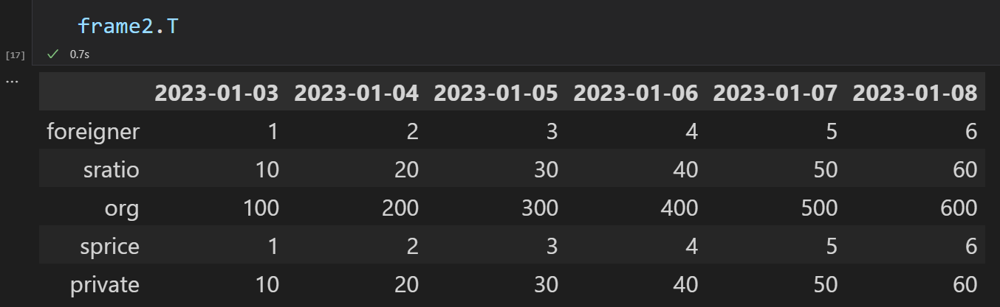 frame2.T
[17] ✓ 0.7s
...
2023-01-03 2023-01-04 2023-01-05 2023-01-06 2023-01-07 2023-01-08
foreigner 1 2 3 4 5 6
sratio 10 20 30 40 50 60
org 100 200 300 400 500 600
sprice 1 2 3 4 5 6
private 10 20 30 40 50 60